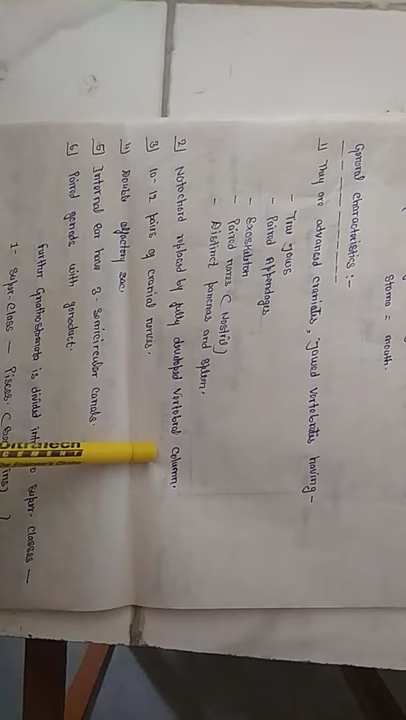 stoma = mouth.
General characteristics :-
1) They are advanced craniates, "jawed vertebrates having -
- True jaws
- Paired Appendages
- Exoskeleton
- Paired nares (Nostril)
- Distinct pancreas and spleen.
2) Notochord replaced by fully developed vertebral column.
3) 10-12 pairs of cranial nerves.
4) Double olfactory sac.
5) Internal ear have 3- semicircular canals.
6) Paired gonads with gonoduct.
further Gnathostomata is divided into super-classes —
1- super-class — Pisces.